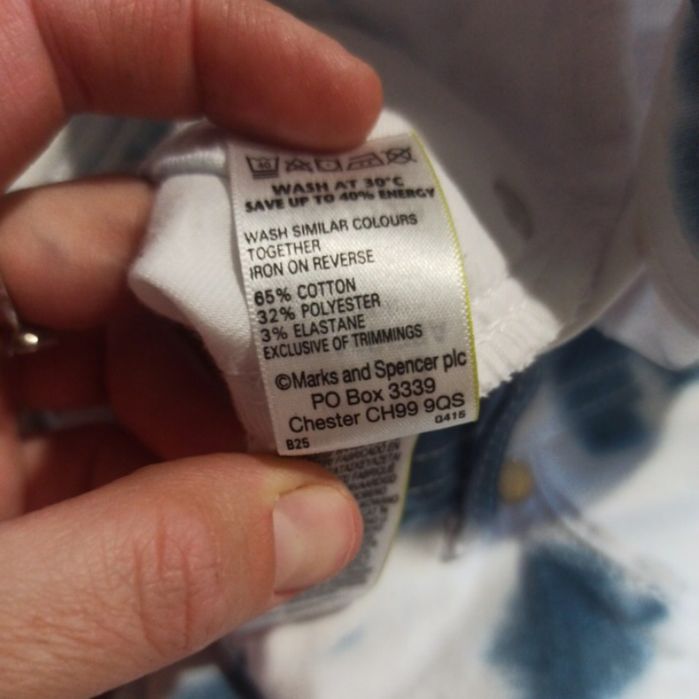 WASH AT 30°C
SAVE UP TO 40% ENERGY
WASH SIMILAR COLOURS
TOGETHER
IRON ON REVERSE
65% COTTON
32% POLYESTER
3% ELASTANE
EXCLUSIVE OF TRIMMINGS
©Marks and Spencer plc
PO Box 3339
Chester CH99 9QS
B25 0415